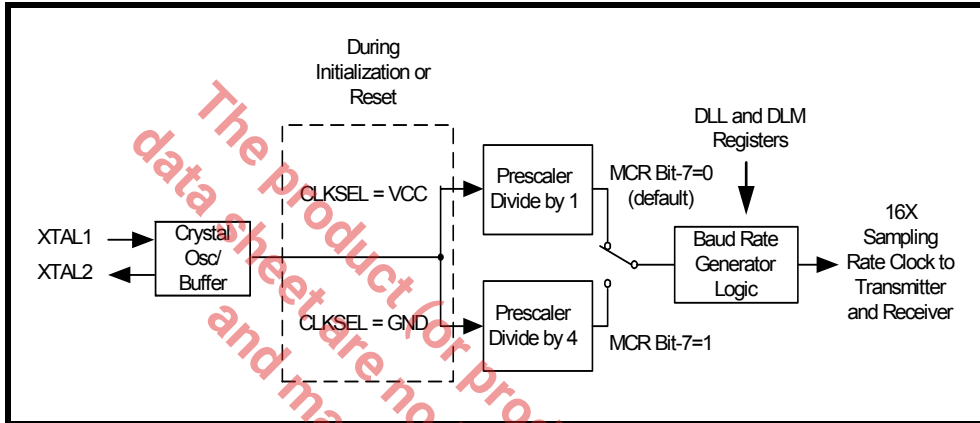 During
Initialization or
Reset
DLL and DLM
Registers
CLKSEL = VCC
Prescaler
Divide by 1
MCR Bit-7=0
(default)
XTAL1
XTAL2
Crystal
Osc/
Buffer
Baud Rate
Generator
Logic
16X
Sampling
Rate Clock to
Transmitter
and Receiver
CLKSEL = GND
Prescaler
Divide by 4
MCR Bit-7=1
The product (or
data sheet are
and